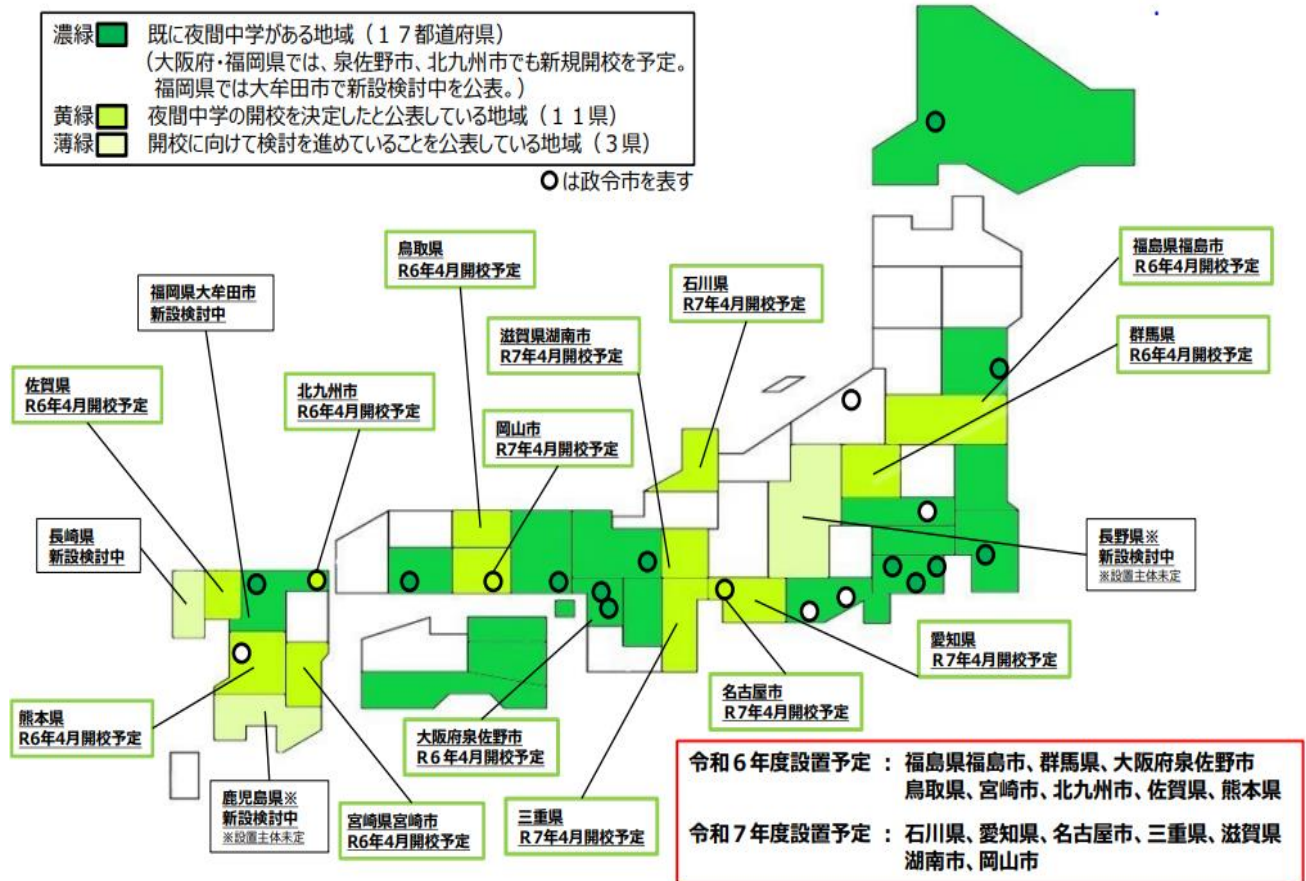 濃緑 既に夜間中学がある地域（１７都道府県）
（大阪府・福岡県では、泉佐野市、北九州市でも新規開校を予定。
福岡県では大牟田市で新設検討中を公表。）
黄緑 夜間中学の開校を決定したと公表している地域（１１県）
薄緑 開校に向けて検討を進めていることを公表している地域（３県）
○は政令市を表す
鳥取県
R6年4月開校予定
福島県福島市
R6年4月開校予定
石川県
R7年4月開校予定
福岡県大牟田市
新設検討中
滋賀県湖南市
R7年4月開校予定
群馬県
R6年4月開校予定
佐賀県
R6年4月開校予定
北九州市
R6年4月開校予定
岡山市
R7年4月開校予定
長崎県
新設検討中
長野県※
新設検討中
※設置主体未定
愛知県
R7年4月開校予定
名古屋市
R7年4月開校予定
熊本県
R6年4月開校予定
大阪府泉佐野市
R６年4月開校予定
鹿児島県※
新設検討中
※設置主体未定
宮崎県宮崎市
R6年4月開校予定
三重県
R7年4月開校予定
令和６年度設置予定 ： 福島県福島市、群馬県、大阪府泉佐野市
鳥取県、宮崎市、北九州市、佐賀県、熊本県
令和７年度設置予定 ： 石川県、愛知県、名古屋市、三重県、滋賀県
湖南市、岡山市